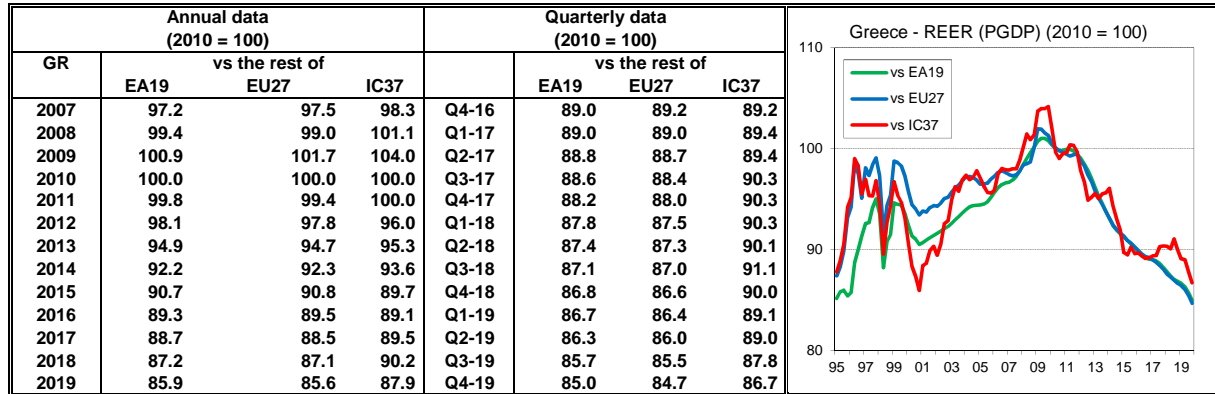 Annual data Quarterly data
(2010 = 100) (2010 = 100)
GR vs the rest of vs the rest of
EA19 EU27 IC37 EA19 EU27 IC37
2007 97.2 97.5 98.3 Q4-16 89.0 89.2 89.2
2008 99.4 99.0 101.1 Q1-17 89.0 89.0 89.4
2009 100.9 101.7 104.0 Q2-17 88.8 88.7 89.4
2010 100.0 100.0 100.0 Q3-17 88.6 88.4 90.3
2011 99.8 99.4 100.0 Q4-17 88.2 88.0 90.3
2012 98.1 97.8 96.0 Q1-18 87.8 87.5 90.3
2013 94.9 94.7 95.3 Q2-18 87.4 87.3 90.1
2014 92.2 92.3 93.6 Q3-18 87.1 87.0 91.1
2015 90.7 90.8 89.7 Q4-18 86.8 86.6 90.0
2016 89.3 89.5 89.1 Q1-19 86.7 86.4 89.1
2017 88.7 88.5 89.5 Q2-19 86.3 86.0 89.0
2018 87.2 87.1 90.2 Q3-19 85.7 85.5 87.8
2019 85.9 85.6 87.9 Q4-19 85.0 84.7 86.7
Greece - REER (PGDP) (2010 = 100)
110
vs EA19
vs EU27
vs IC37
100
90
80
95 97 99 01 03 05 07 09 11 13 15 17 19